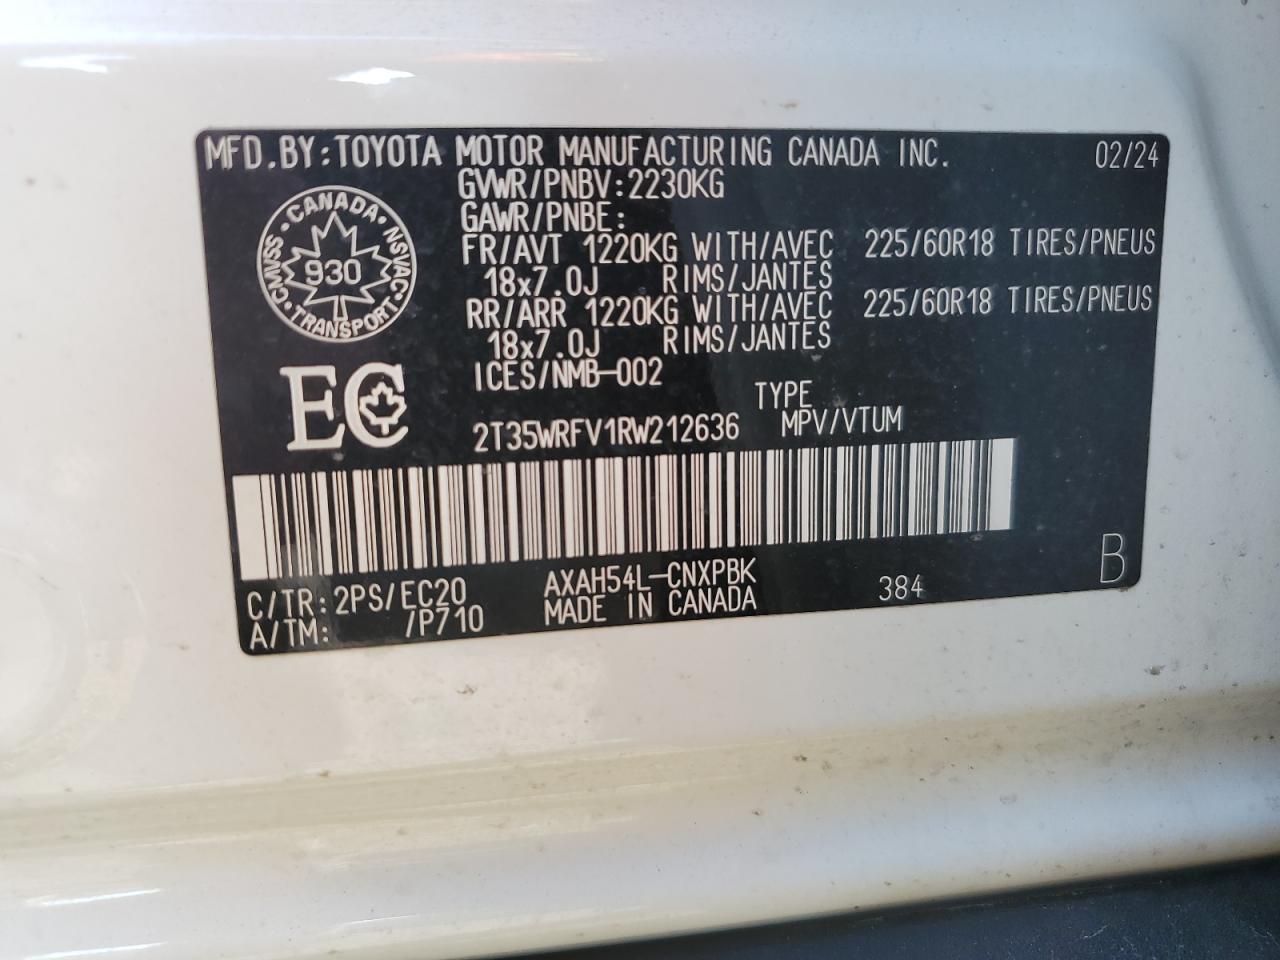 MFD.BY:TOYOTA MOTOR MANUFACTURING CANADA INC. 02/24
GVWR/PNBV:2230KG
GAWR/PNBE:
FR/AVT 1220KG WITH/AVEC 225/60R18 TIRES/PNEUS
18x7.0J RIMS/JANTES
RR/ARR 1220KG WITH/AVEC 225/60R18 TIRES/PNEUS
18x7.0J RIMS/JANTES
ICES/NMB-002
CANADA
CMVSS 930 NSVAC
TRANSPORT
EC
TYPE
2T35WRFV1RW212636 MPV/VTUM
B
C/TR:2PS/EC20 AXAH54L-CNXPBK 384
A/TM: /P710 MADE IN CANADA